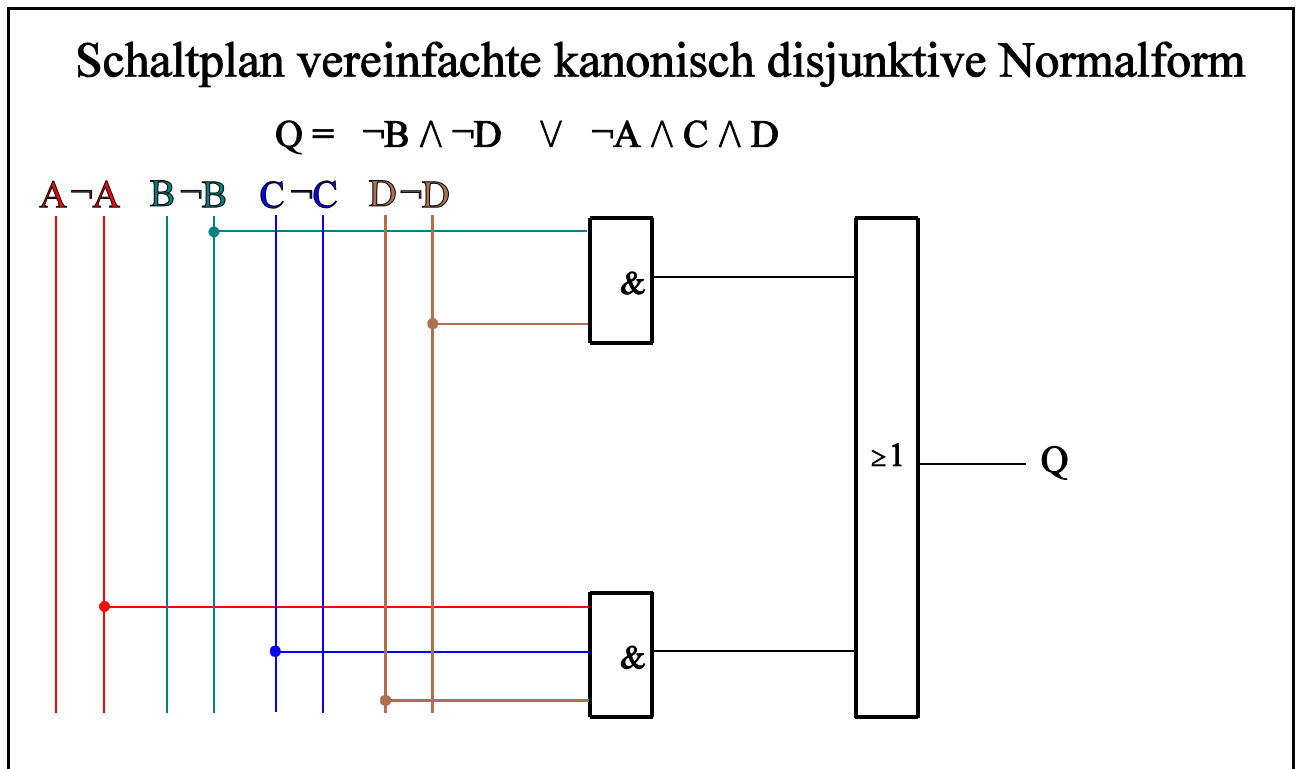 Schaltplan vereinfachte kanonisch disjunktive Normalform
Q = ¬B ∧ ¬D ∨ ¬A ∧ C ∧ D
A ¬A B ¬B C ¬C D ¬D
&
≥1 Q
&